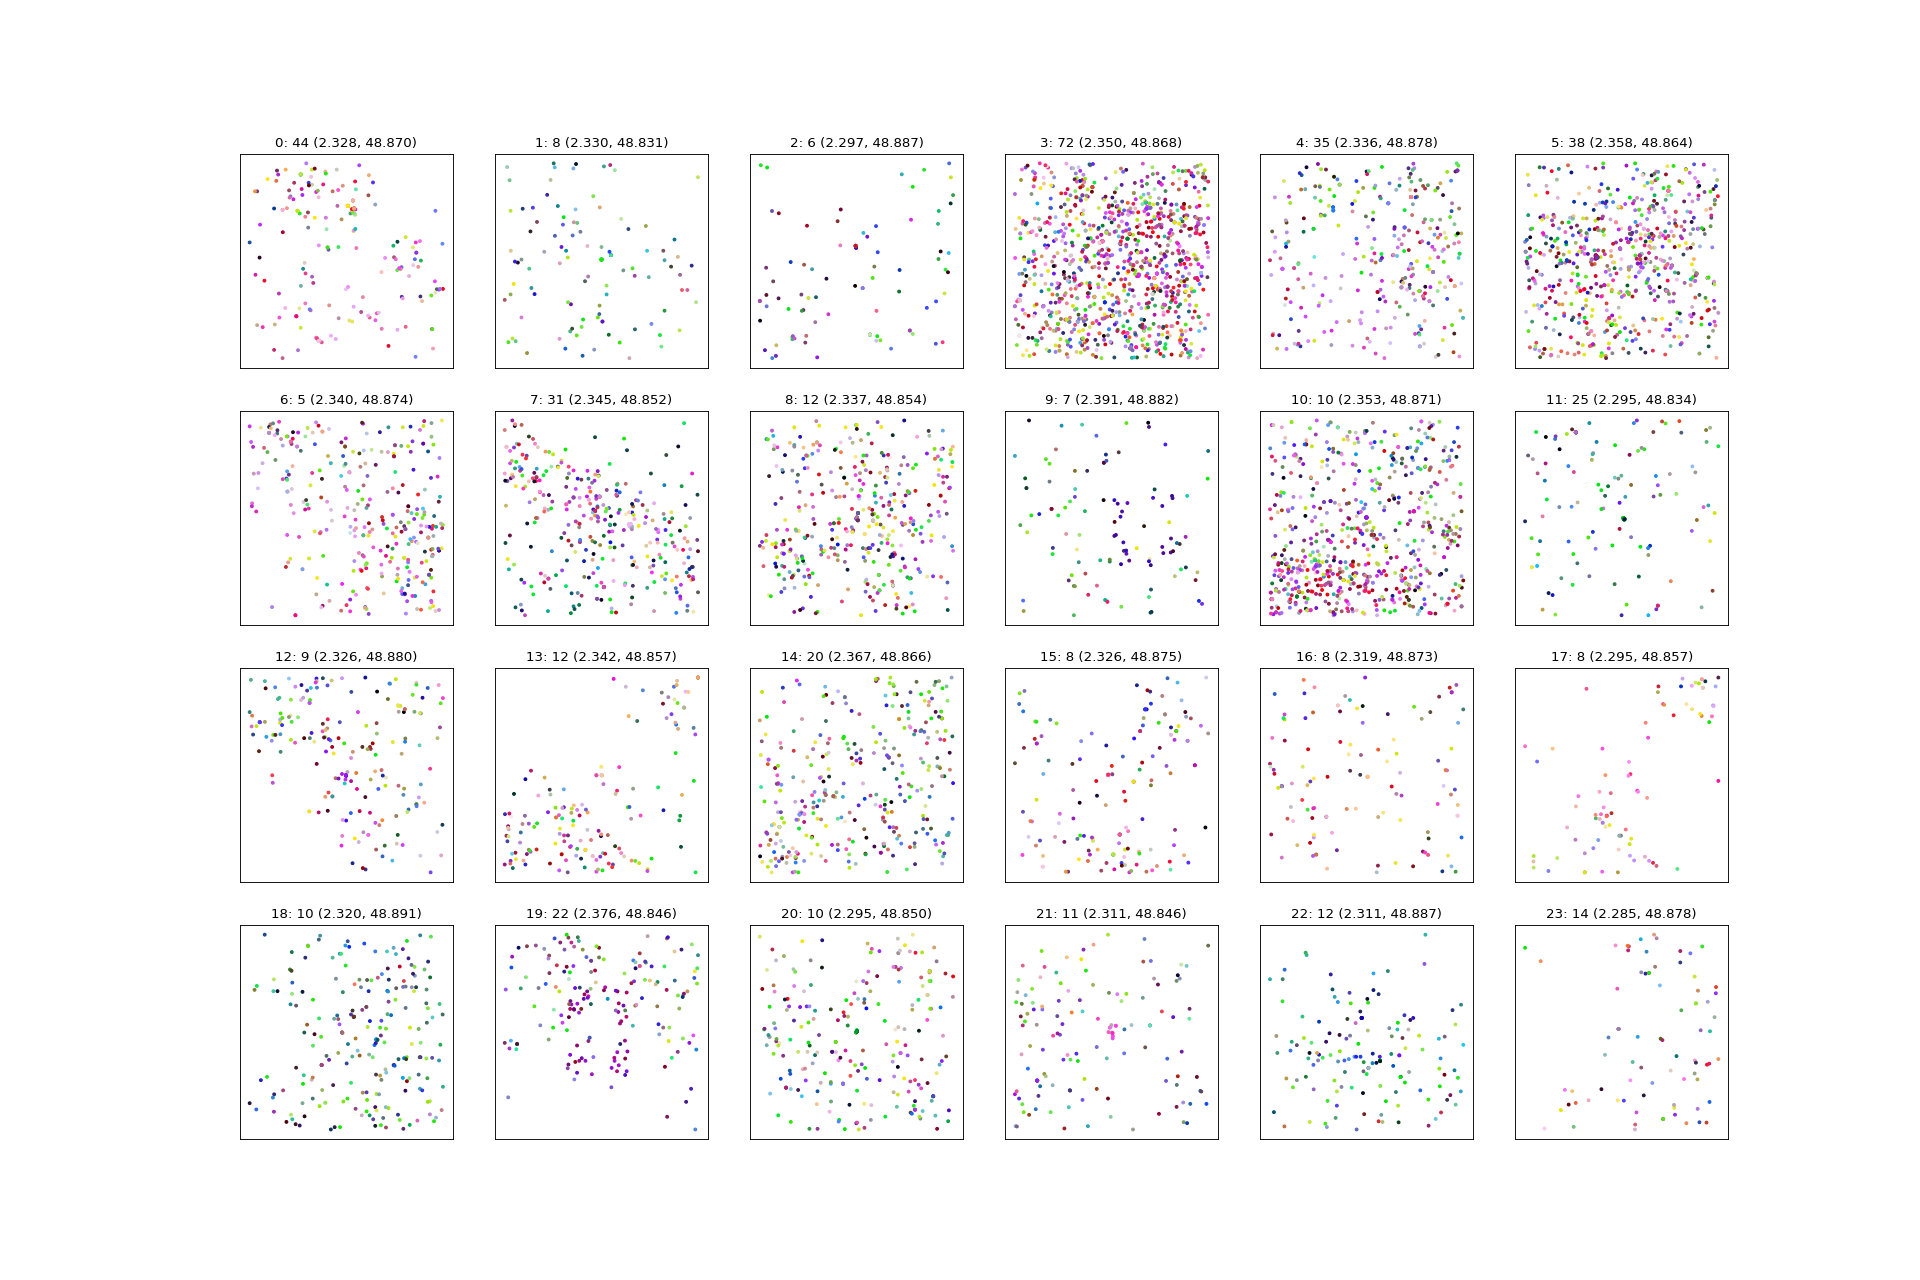 0: 44 (2.328, 48.870)
1: 8 (2.330, 48.831)
2: 6 (2.297, 48.887)
3: 72 (2.350, 48.868)
4: 35 (2.336, 48.878)
5: 38 (2.358, 48.864)
6: 5 (2.340, 48.874)
7: 31 (2.345, 48.852)
8: 12 (2.337, 48.854)
9: 7 (2.391, 48.882)
10: 10 (2.353, 48.871)
11: 25 (2.295, 48.834)
12: 9 (2.326, 48.880)
13: 12 (2.342, 48.857)
14: 20 (2.367, 48.866)
15: 8 (2.326, 48.875)
16: 8 (2.319, 48.873)
17: 8 (2.295, 48.857)
18: 10 (2.320, 48.891)
19: 22 (2.376, 48.846)
20: 10 (2.295, 48.850)
21: 11 (2.311, 48.846)
22: 12 (2.311, 48.887)
23: 14 (2.285, 48.878)